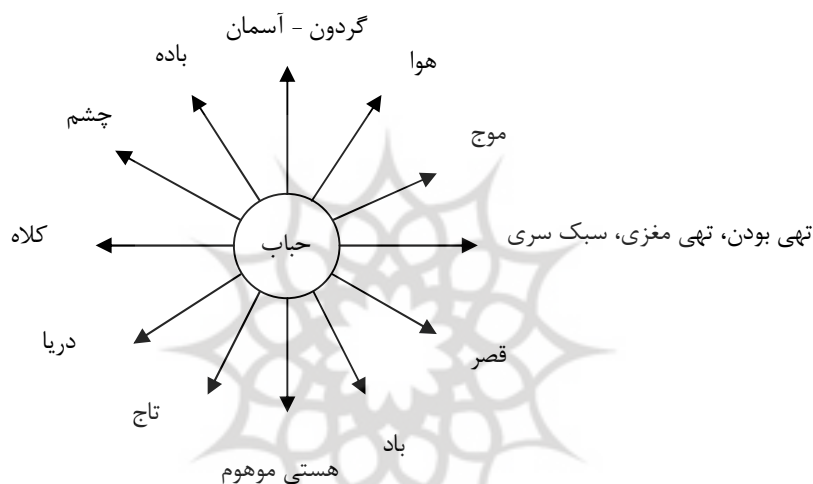 گردون - آسمان
هوا
باده
چشم
موج
تهی بودن، تهی مغزی، سبک سری
حباب
کلاه
دریا
قصر
تاج
باد
هستی موهوم